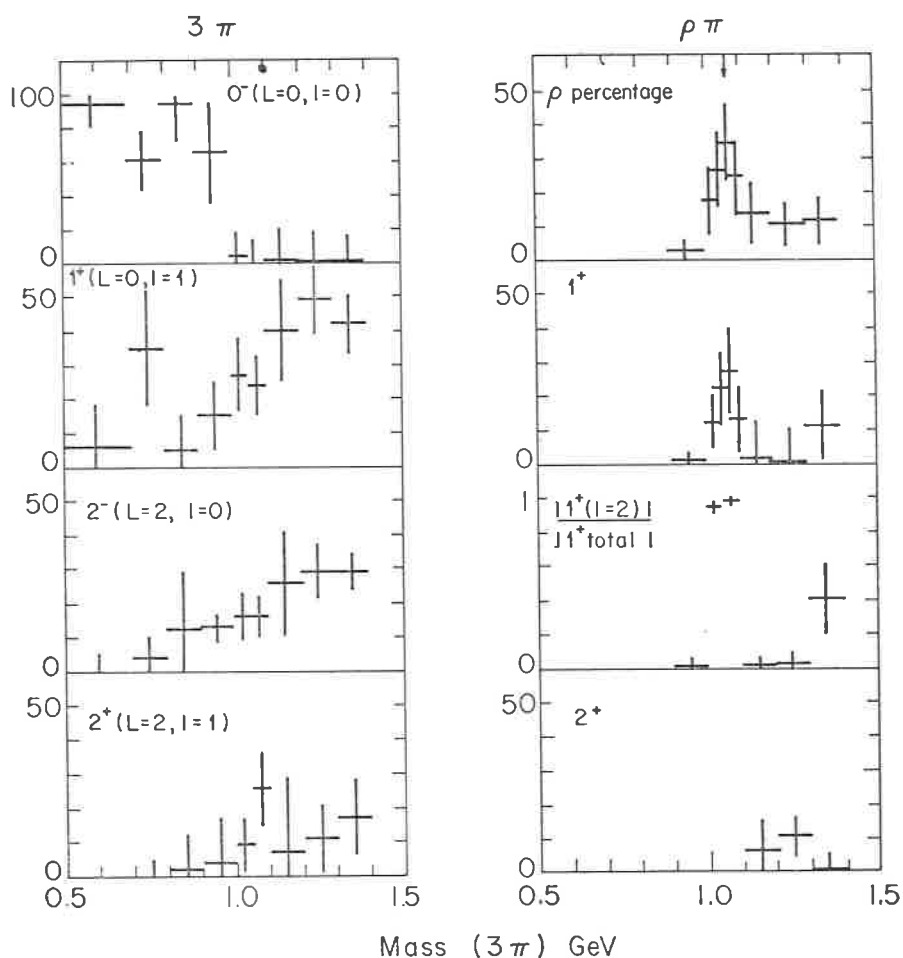 3 π
100
0⁻(L=0, l=0)
0
1⁺(L=0, l=1)
50
0
50
2⁻(L=2, l=0)
0
50
2⁺(L=2, l=1)
0
0.5 1.0 1.5
ρ π
50
ρ percentage
0
50
1⁺
0
1
|1⁺(l=2)|
|1⁺total|
0
50
2⁺
0
0.5 1.0 1.5
Mass (3π) GeV